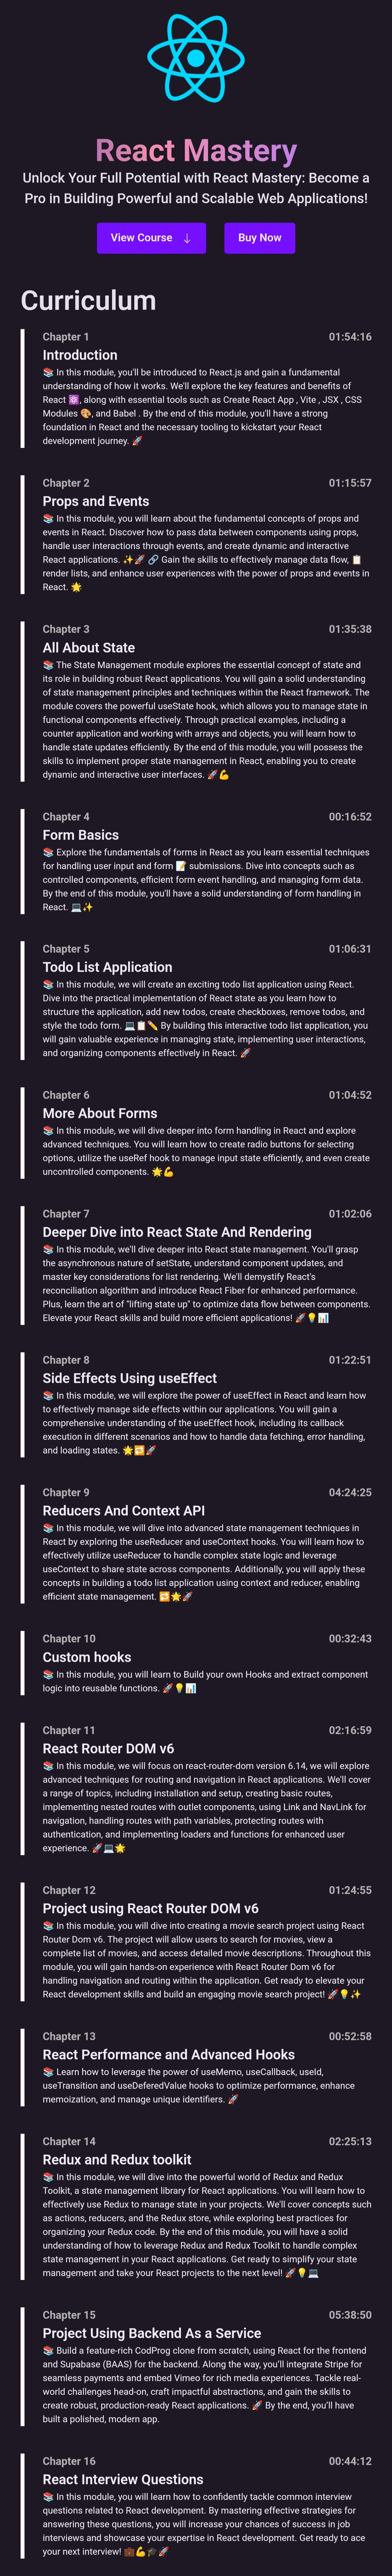 React Mastery
Unlock Your Full Potential with React Mastery: Become a
Pro in Building Powerful and Scalable Web Applications!
View Course ↓
Buy Now
Curriculum
Chapter 1 01:54:16
Introduction
📚 In this module, you'll be introduced to React.js and gain a fundamental
understanding of how it works. We'll explore the key features and benefits of
React ⚛️, along with essential tools such as Create React App , Vite , JSX , CSS
Modules 🎨, and Babel . By the end of this module, you'll have a strong
foundation in React and the necessary tooling to kickstart your React
development journey. 🚀
Chapter 2 01:15:57
Props and Events
📚 In this module, you will learn about the fundamental concepts of props and
events in React. Discover how to pass data between components using props,
handle user interactions through events, and create dynamic and interactive
React applications. ✨🚀 🔗 Gain the skills to effectively manage data flow, 📋
render lists, and enhance user experiences with the power of props and events in
React. 🌟
Chapter 3 01:35:38
All About State
📚 The State Management module explores the essential concept of state and
its role in building robust React applications. You will gain a solid understanding
of state management principles and techniques within the React framework. The
module covers the powerful useState hook, which allows you to manage state in
functional components effectively. Through practical examples, including a
counter application and working with arrays and objects, you will learn how to
handle state updates efficiently. By the end of this module, you will possess the
skills to implement proper state management in React, enabling you to create
dynamic and interactive user interfaces. 🚀💪
Chapter 4 00:16:52
Form Basics
📚 Explore the fundamentals of forms in React as you learn essential techniques
for handling user input and form 📝 submissions. Dive into concepts such as
controlled components, efficient form event handling, and managing form data.
By the end of this module, you'll have a solid understanding of form handling in
React. 💻✨
Chapter 5 01:06:31
Todo List Application
📚 In this module, we will create an exciting todo list application using React.
Dive into the practical implementation of React state as you learn how to
structure the application, add new todos, create checkboxes, remove todos, and
style the todo form. 💻📋✏️ By building this interactive todo list application, you
will gain valuable experience in managing state, implementing user interactions,
and organizing components effectively in React. 🚀
Chapter 6 01:04:52
More About Forms
📚 In this module, we will dive deeper into form handling in React and explore
advanced techniques. You will learn how to create radio buttons for selecting
options, utilize the useRef hook to manage input state efficiently, and even create
uncontrolled components. 🌟💪
Chapter 7 01:02:06
Deeper Dive into React State And Rendering
📚 In this module, we'll dive deeper into React state management. You'll grasp
the asynchronous nature of setState, understand component updates, and
master key considerations for list rendering. We'll demystify React's
reconciliation algorithm and introduce React Fiber for enhanced performance.
Plus, learn the art of "lifting state up" to optimize data flow between components.
Elevate your React skills and build more efficient applications! 🚀💡📊
Chapter 8 01:22:51
Side Effects Using useEffect
📚 In this module, we will explore the power of useEffect in React and learn how
to effectively manage side effects within our applications. You will gain a
comprehensive understanding of the useEffect hook, including its callback
execution in different scenarios and how to handle data fetching, error handling,
and loading states. 🌟🔁🚀
Chapter 9 04:24:25
Reducers And Context API
📚 In this module, we will dive into advanced state management techniques in
React by exploring the useReducer and useContext hooks. You will learn how to
effectively utilize useReducer to handle complex state logic and leverage
useContext to share state across components. Additionally, you will apply these
concepts in building a todo list application using context and reducer, enabling
efficient state management. 🔁🌟🚀
Chapter 10 00:32:43
Custom hooks
📚 In this module, you will learn to Build your own Hooks and extract component
logic into reusable functions. 🚀💡📊
Chapter 11 02:16:59
React Router DOM v6
📚 In this module, we will focus on react-router-dom version 6.14, we will explore
advanced techniques for routing and navigation in React applications. We'll cover
a range of topics, including installation and setup, creating basic routes,
implementing nested routes with outlet components, using Link and NavLink for
navigation, handling routes with path variables, protecting routes with
authentication, and implementing loaders and functions for enhanced user
experience. 🚀💻🌟
Chapter 12 01:24:55
Project using React Router DOM v6
📚 In this module, you will dive into creating a movie search project using React
Router Dom v6. The project will allow users to search for movies, view a
complete list of movies, and access detailed movie descriptions. Throughout this
module, you will gain hands-on experience with React Router Dom v6 for
handling navigation and routing within the application. Get ready to elevate your
React development skills and build an engaging movie search project! 🚀💡✨
Chapter 13 00:52:58
React Performance and Advanced Hooks
📚 Learn how to leverage the power of useMemo, useCallback, useId,
useTransition and useDeferedValue hooks to optimize performance, enhance
memoization, and manage unique identifiers. 🚀
Chapter 14 02:25:13
Redux and Redux toolkit
📚 In this module, we will dive into the powerful world of Redux and Redux
Toolkit, a state management library for React applications. You will learn how to
effectively use Redux to manage state in your projects. We'll cover concepts such
as actions, reducers, and the Redux store, while exploring best practices for
organizing your Redux code. By the end of this module, you will have a solid
understanding of how to leverage Redux and Redux Toolkit to handle complex
state management in your React applications. Get ready to simplify your state
management and take your React projects to the next level! 🚀💡💻
Chapter 15 05:38:50
Project Using Backend As a Service
📚 Build a feature-rich CodProg clone from scratch, using React for the frontend
and Supabase (BAAS) for the backend. Along the way, you’ll integrate Stripe for
seamless payments and embed Vimeo for rich media experiences. Tackle real-
world challenges head-on, craft impactful abstractions, and gain the skills to
create robust, production-ready React applications. 🚀 By the end, you’ll have
built a polished, modern app.
Chapter 16 00:44:12
React Interview Questions
📚 In this module, you will learn how to confidently tackle common interview
questions related to React development. By mastering effective strategies for
answering these questions, you will increase your chances of success in job
interviews and showcase your expertise in React development. Get ready to ace
your next interview! 💼💪🎓🚀